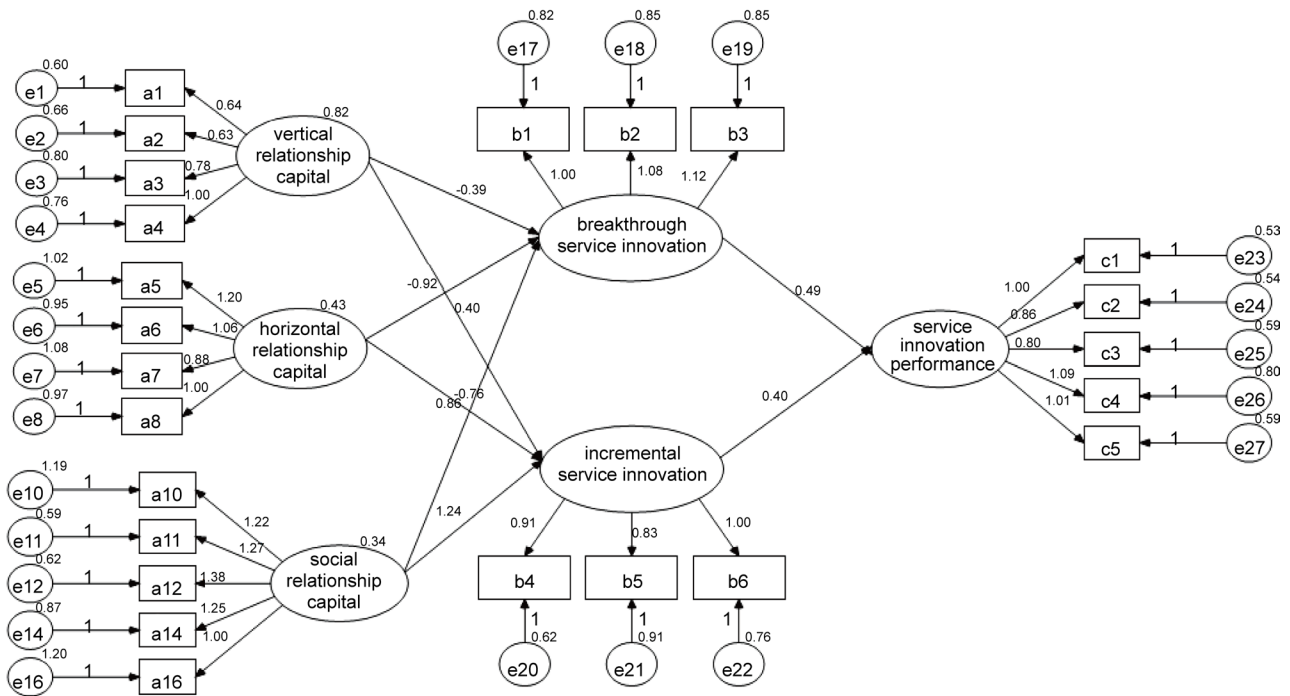 0.60
e1
1
a1
0.66
e2
1
a2
0.80
e3
1
a3
0.76
e4
1
a4
0.64
0.63
0.78
1.00
0.82
vertical
relationship
capital
1.02
e5
1
a5
0.95
e6
1
a6
1.08
e7
1
a7
0.97
e8
1
a8
1.20
1.06
0.88
1.00
0.43
horizontal
relationship
capital
1.19
e10
1
a10
0.59
e11
1
a11
0.62
e12
1
a12
0.87
e14
1
a14
1.20
e16
1
a16
1.22
1.27
1.38
1.25
1.00
0.34
social
relationship
capital
-0.39
-0.92
0.40
-0.76
0.86
1.24
0.82
e17
1
b1
0.85
e18
1
b2
0.85
e19
1
b3
1.00
1.08
1.12
breakthrough
service innovation
incremental
service innovation
0.91
0.83
1.00
b4
b5
b6
1
0.62
e20
1
0.91
e21
1
0.76
e22
0.49
0.40
service
innovation
performance
1.00
0.86
0.80
1.09
1.01
c1
1
0.53
e23
c2
1
0.54
e24
c3
1
0.59
e25
c4
1
0.80
e26
c5
1
0.59
e27